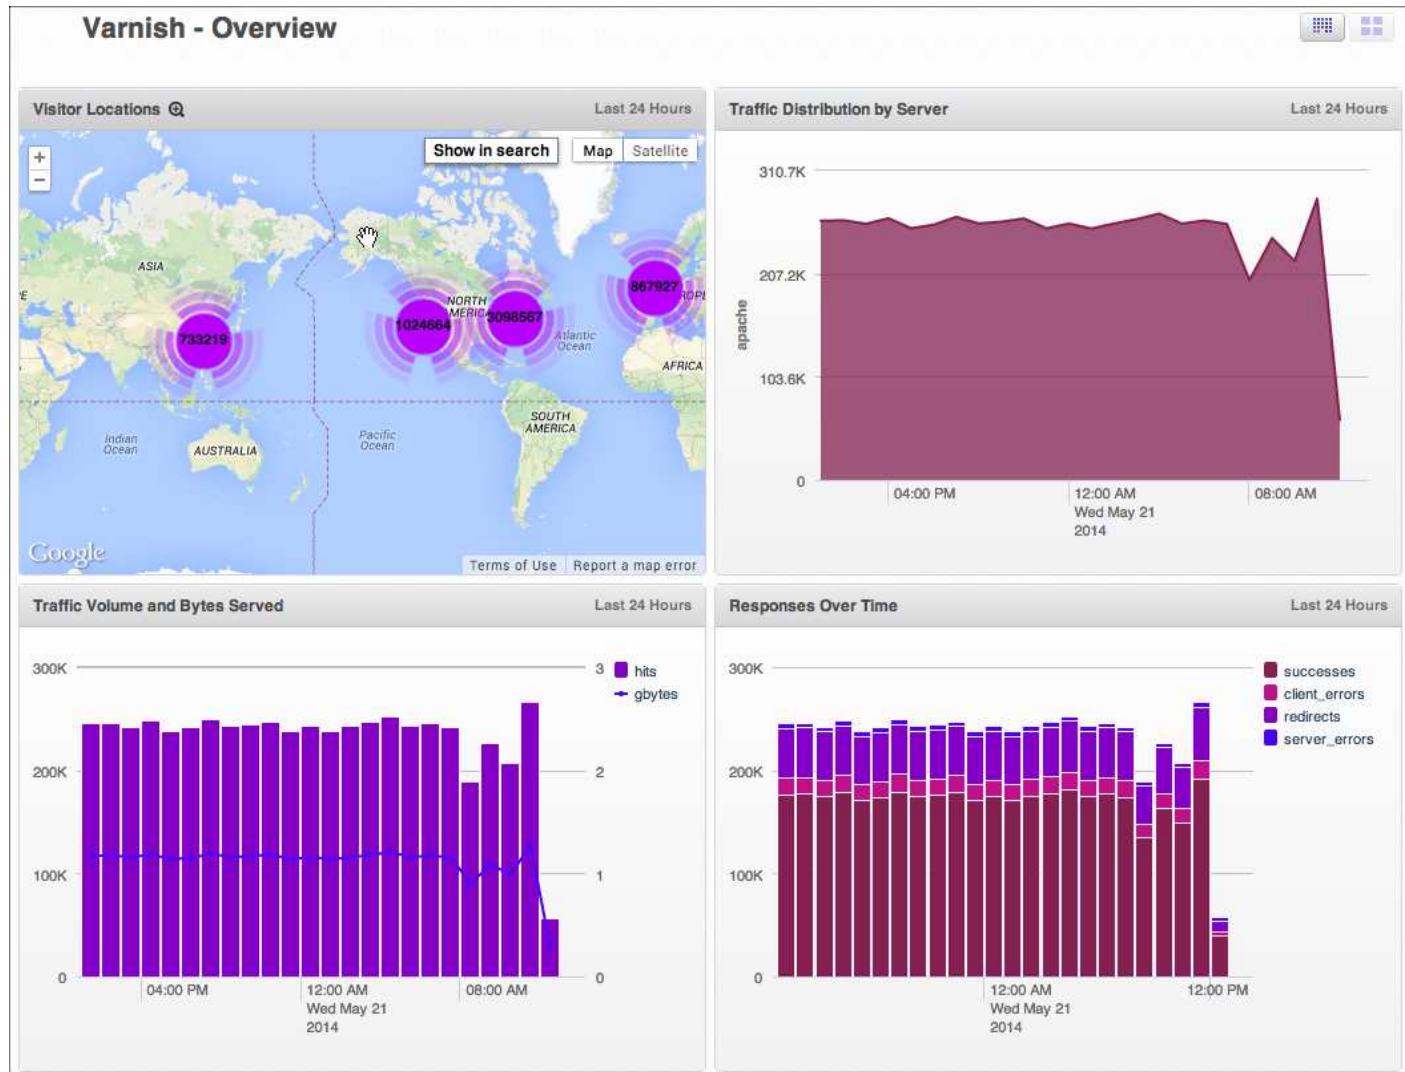 Varnish - Overview
Visitor Locations
Last 24 Hours
Show in search
Map
Satellite
+
−
ASIA
733219
1024664
NORTH
3098567
867927
Atlantic
Ocean
AFRICA
SOUTH
AMERICA
Pacific
Ocean
Indian
Ocean
AUSTRALIA
Google
Terms of Use
Report a map error
Traffic Distribution by Server
Last 24 Hours
310.7K
207.2K
103.6K
0
apache
04:00 PM
12:00 AM
Wed May 21
2014
08:00 AM
Traffic Volume and Bytes Served
Last 24 Hours
300K
200K
100K
0
3
2
1
0
hits
gbytes
04:00 PM
12:00 AM
Wed May 21
2014
08:00 AM
Responses Over Time
Last 24 Hours
300K
200K
100K
0
successes
client_errors
redirects
server_errors
12:00 AM
Wed May 21
2014
12:00 PM